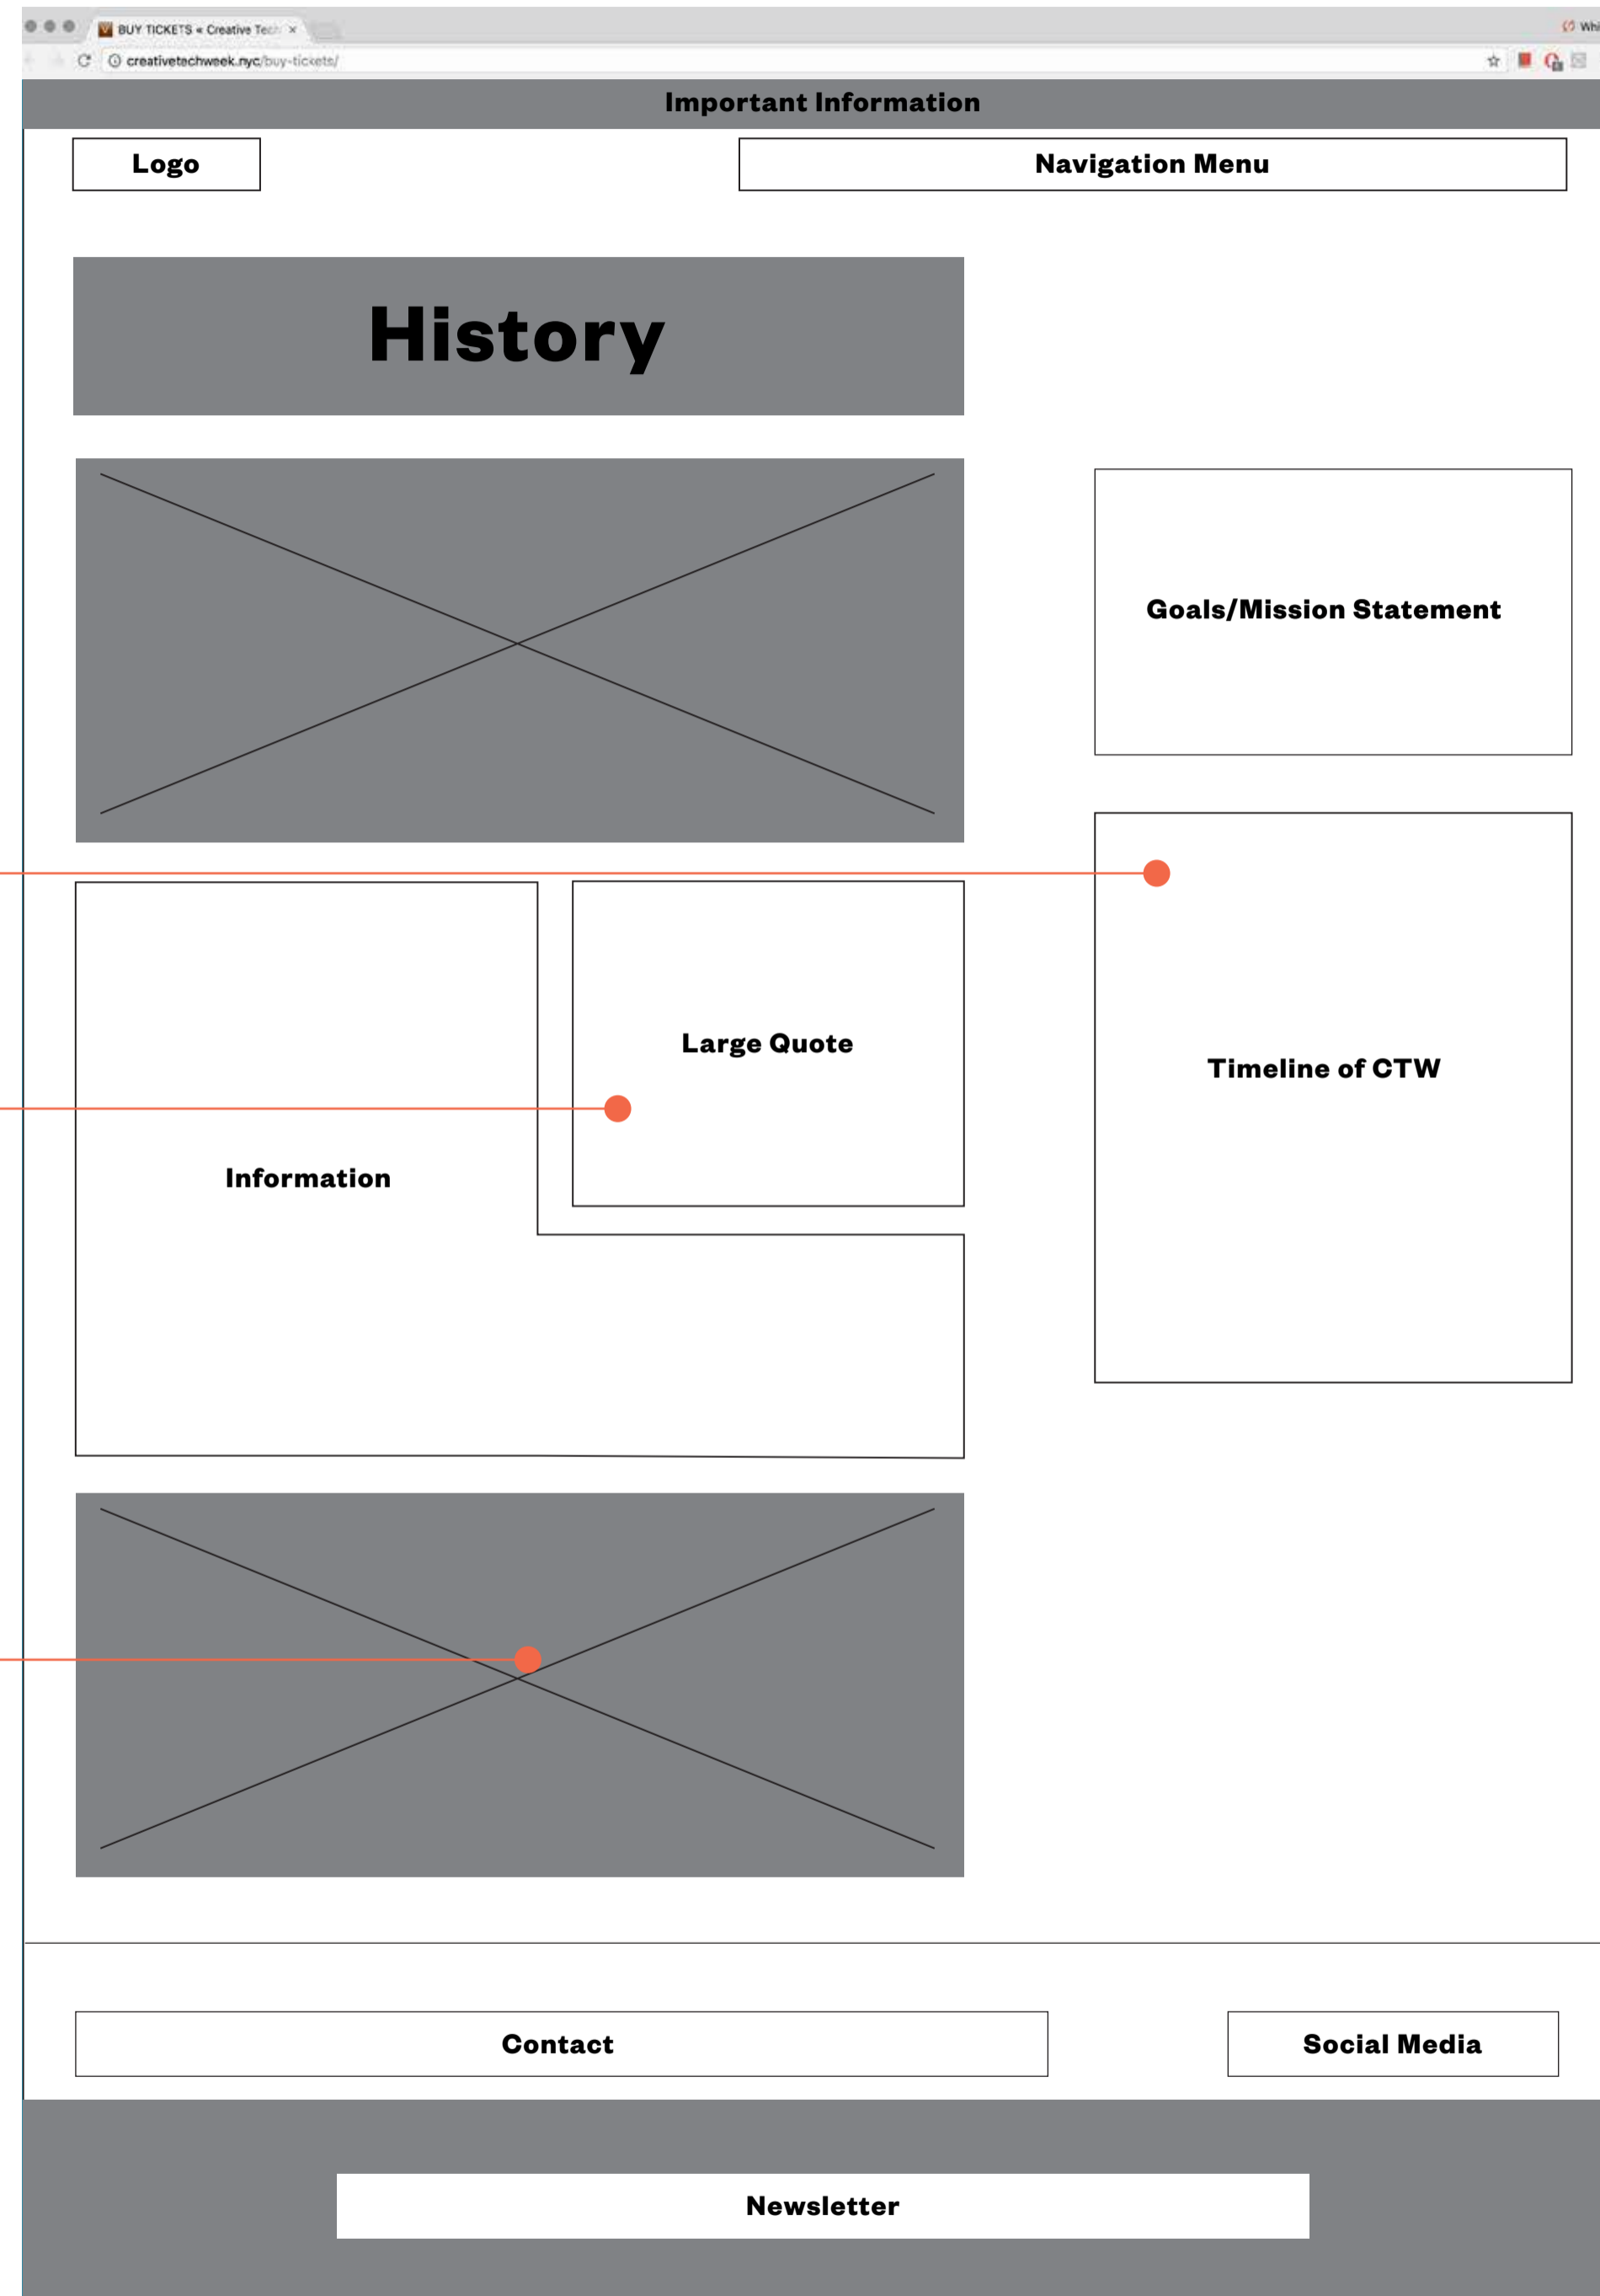 BUY TICKETS « Creative Tech ×
Whi
creativetechweek.nyc/buy-tickets/
Important Information
Logo
Navigation Menu
History
Goals/Mission Statement
Large Quote
Timeline of CTW
Information
Contact
Social Media
Newsletter